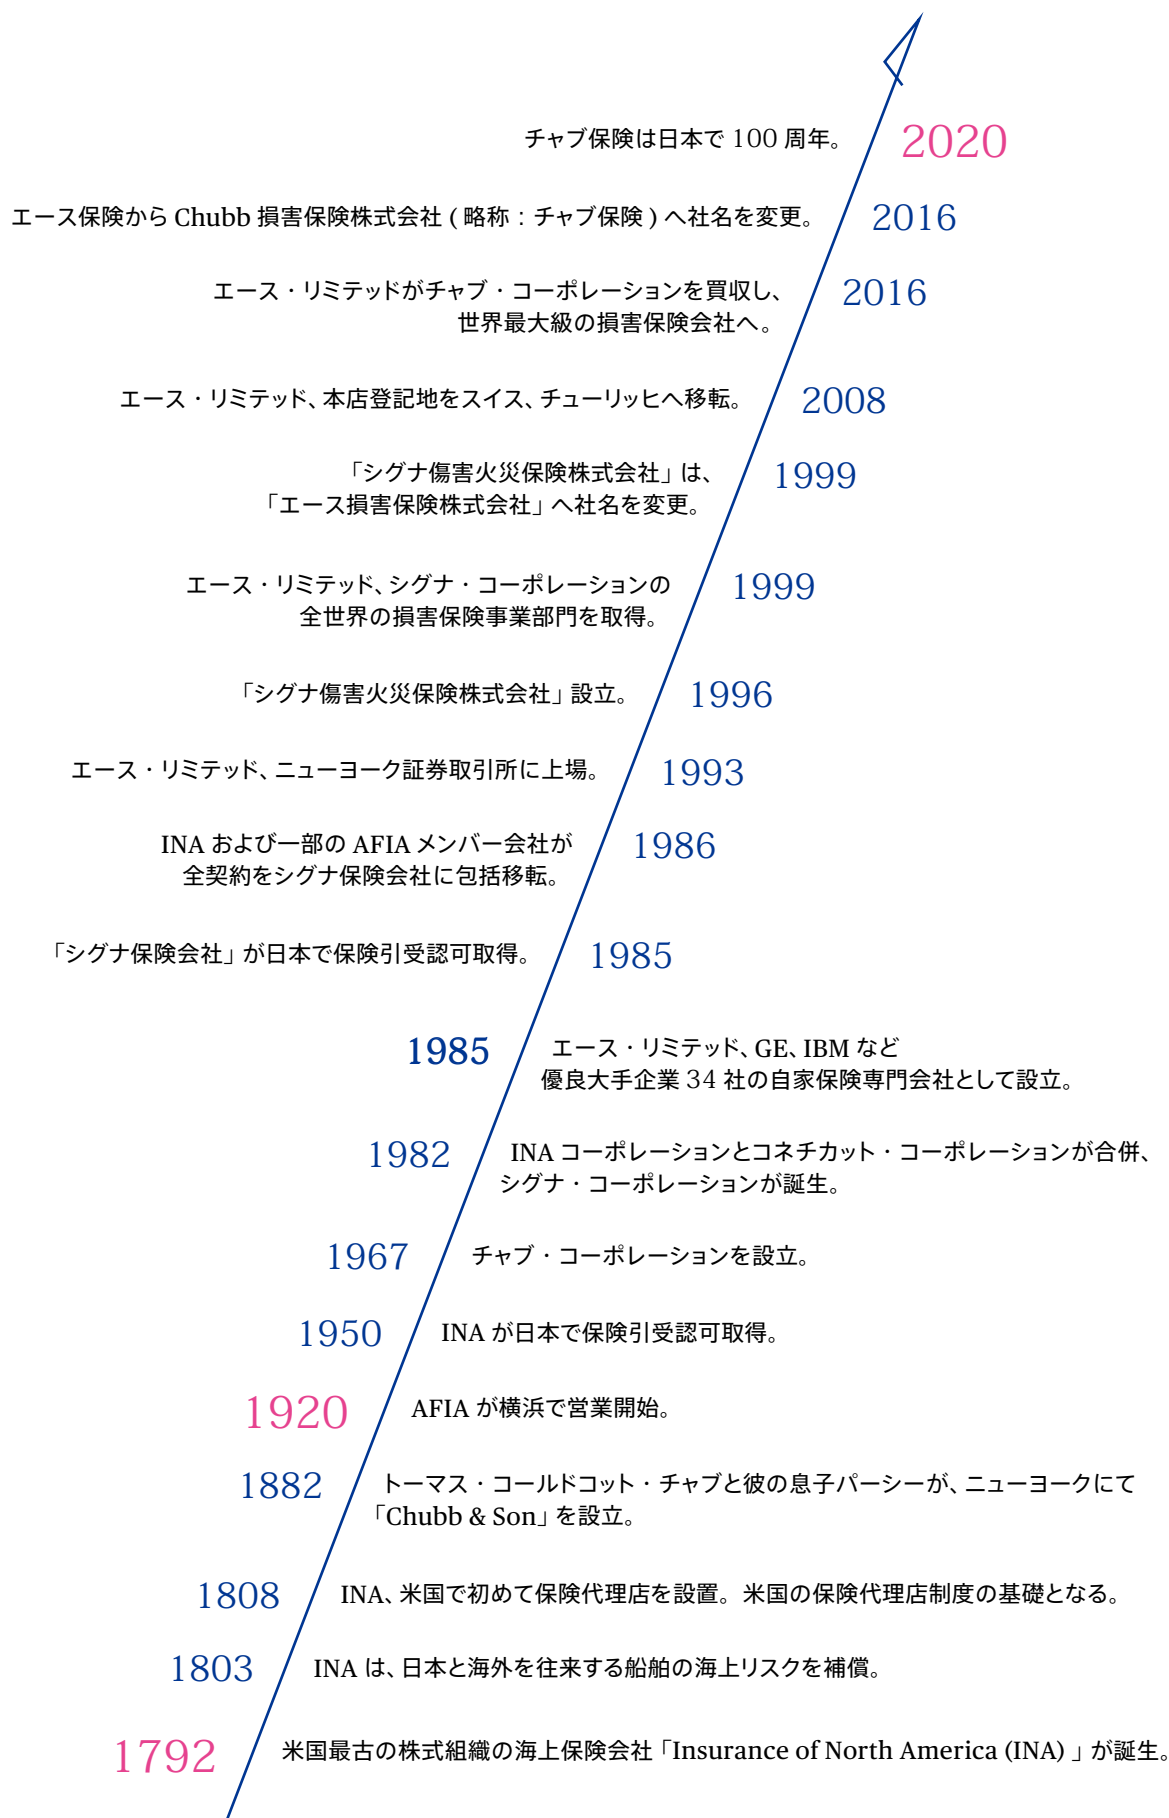 チャブ保険は日本で 100 周年。 2020
エース保険から Chubb 損害保険株式会社 ( 略称：チャブ保険 ) へ社名を変更。 2016
エース・リミテッドがチャブ・コーポレーションを買収し、 2016
世界最大級の損害保険会社へ。
エース・リミテッド、本店登記地をスイス、チューリッヒへ移転。 2008
「シグナ傷害火災保険株式会社」は、 1999
「エース損害保険株式会社」へ社名を変更。
エース・リミテッド、シグナ・コーポレーションの 1999
全世界の損害保険事業部門を取得。
「シグナ傷害火災保険株式会社」設立。 1996
エース・リミテッド、ニューヨーク証券取引所に上場。 1993
INA および一部の AFIA メンバー会社が 1986
全契約をシグナ保険会社に包括移転。
「シグナ保険会社」が日本で保険引受認可取得。 1985
1985 エース・リミテッド、GE、IBM など
優良大手企業 34 社の自家保険専門会社として設立。
1982 INA コーポレーションとコネチカット・コーポレーションが合併、
シグナ・コーポレーションが誕生。
1967 チャブ・コーポレーションを設立。
1950 INA が日本で保険引受認可取得。
1920 AFIA が横浜で営業開始。
1882 トーマス・コールドコット・チャブと彼の息子パーシーが、ニューヨークにて
「Chubb & Son」を設立。
1808 INA、米国で初めて保険代理店を設置。米国の保険代理店制度の基礎となる。
1803 INA は、日本と海外を往来する船舶の海上リスクを補償。
1792 米国最古の株式組織の海上保険会社「Insurance of North America (INA) 」が誕生。